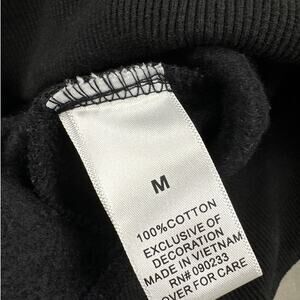 M
100%COTTON
EXCLUSIVE OF
DECORATION
MADE IN VIETNAM
RN# 090233
OVER FOR CARE